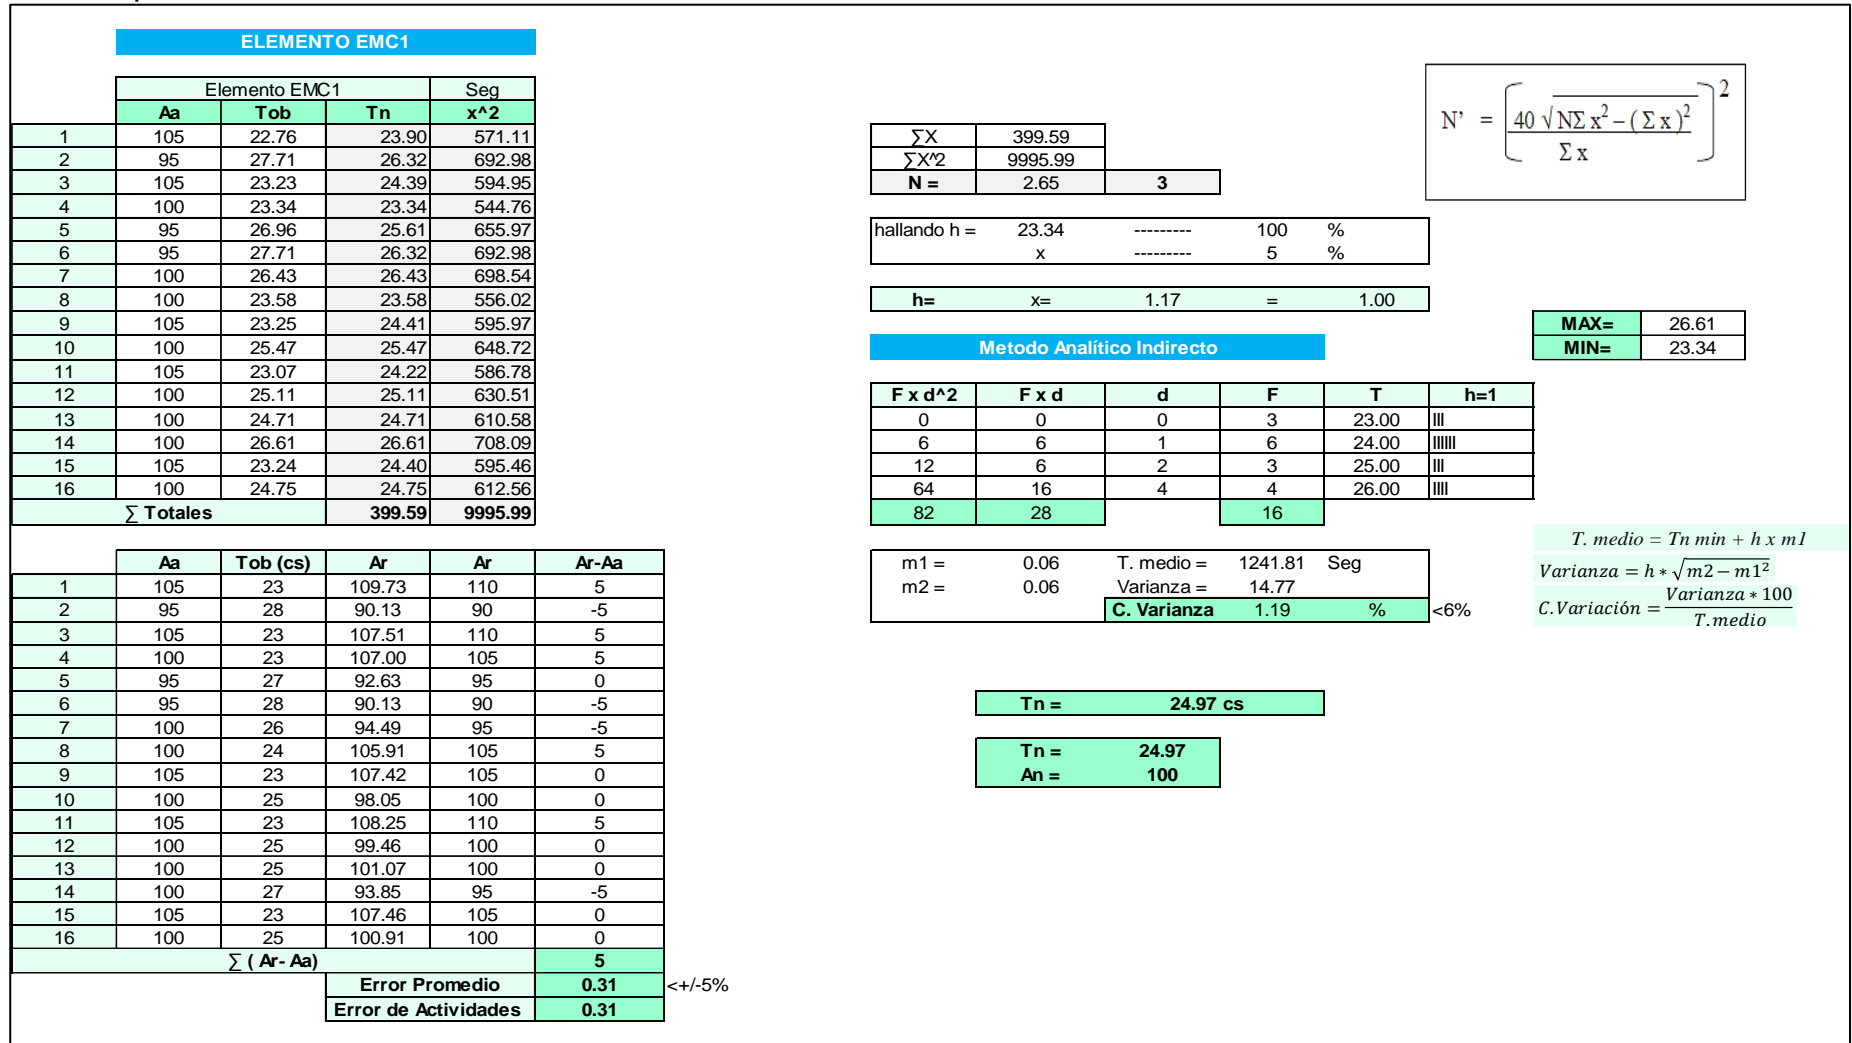 ELEMENTO EMC1
Elemento EMC1 Seg
Aa Tob Tn x^2
1 105 22.76 23.90 571.11
2 95 27.71 26.32 692.98
3 105 23.23 24.39 594.95
4 100 23.34 23.34 544.76
5 95 26.96 25.61 655.97
6 95 27.71 26.32 692.98
7 100 26.43 26.43 698.54
8 100 23.58 23.58 556.02
9 105 23.25 24.41 595.97
10 100 25.47 25.47 648.72
11 105 23.07 24.22 586.78
12 100 25.11 25.11 630.51
13 100 24.71 24.71 610.58
14 100 26.61 26.61 708.09
15 105 23.24 24.40 595.46
16 100 24.75 24.75 612.56
∑ Totales 399.59 9995.99
Aa Tob (cs) Ar Ar Ar-Aa
1 105 23 109.73 110 5
2 95 28 90.13 90 -5
3 105 23 107.51 110 5
4 100 23 107.00 105 5
5 95 27 92.63 95 0
6 95 28 90.13 90 -5
7 100 26 94.49 95 -5
8 100 24 105.91 105 5
9 105 23 107.42 105 0
10 100 25 98.05 100 0
11 105 23 108.25 110 5
12 100 25 99.46 100 0
13 100 25 101.07 100 0
14 100 27 93.85 95 -5
15 105 23 107.46 105 0
16 100 25 100.91 100 0
∑ ( Ar- Aa) 5
Error Promedio 0.31 <+/-5%
Error de Actividades 0.31
∑X 399.59
∑X^2 9995.99
N = 2.65 3
N' = (40 √NΣ x² – ( Σ x )² / Σ x)²
hallando h = 23.34 --------- 100 %
x --------- 5 %
h= x= 1.17 = 1.00
MAX= 26.61
MIN= 23.34
Metodo Analítico Indirecto
F x d^2 F x d d F T h=1
0 0 0 3 23.00 III
6 6 1 6 24.00 IIIIII
12 6 2 3 25.00 III
64 16 4 4 26.00 IIII
82 28 16
m1 = 0.06 T. medio = 1241.81 Seg
m2 = 0.06 Varianza = 14.77
C. Varianza 1.19 % <6%
T. medio = Tn min + h x m1
Varianza = h * √m2 − m1²
C.Variación = Varianza * 100 / T.medio
Tn = 24.97 cs
Tn = 24.97
An = 100